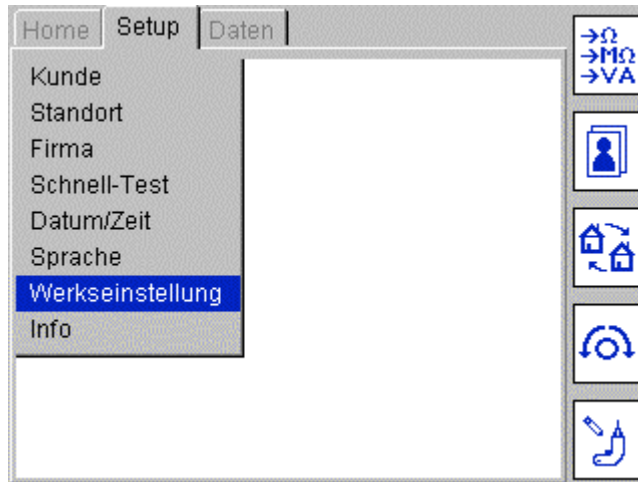 Home Setup Daten
Kunde
Standort
Firma
Schnell-Test
Datum/Zeit
Sprache
Werkseinstellung
Info
→Ω
→MΩ
→VA